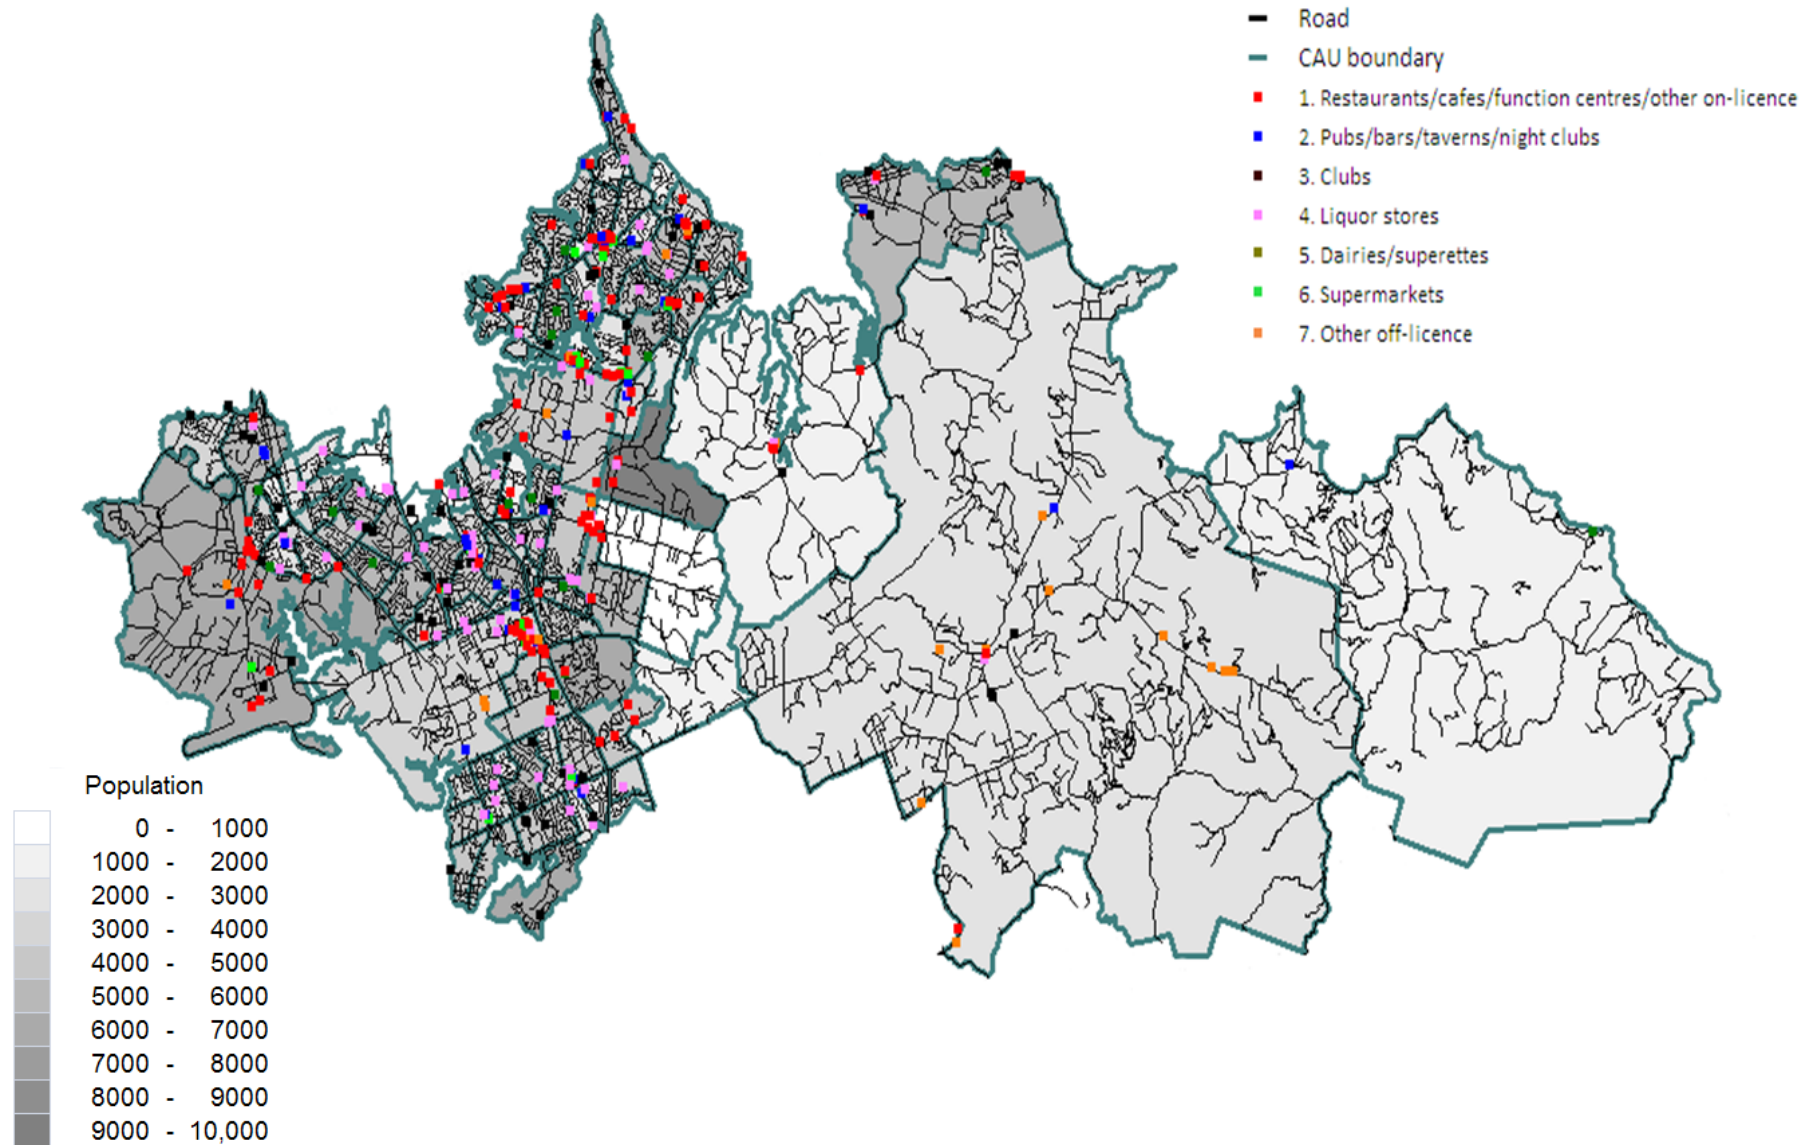 Road
CAU boundary
1. Restaurants/cafes/function centres/other on-licence
2. Pubs/bars/taverns/night clubs
3. Clubs
4. Liquor stores
5. Dairies/superettes
6. Supermarkets
7. Other off-licence
Population
0 - 1000
1000 - 2000
2000 - 3000
3000 - 4000
4000 - 5000
5000 - 6000
6000 - 7000
7000 - 8000
8000 - 9000
9000 - 10,000